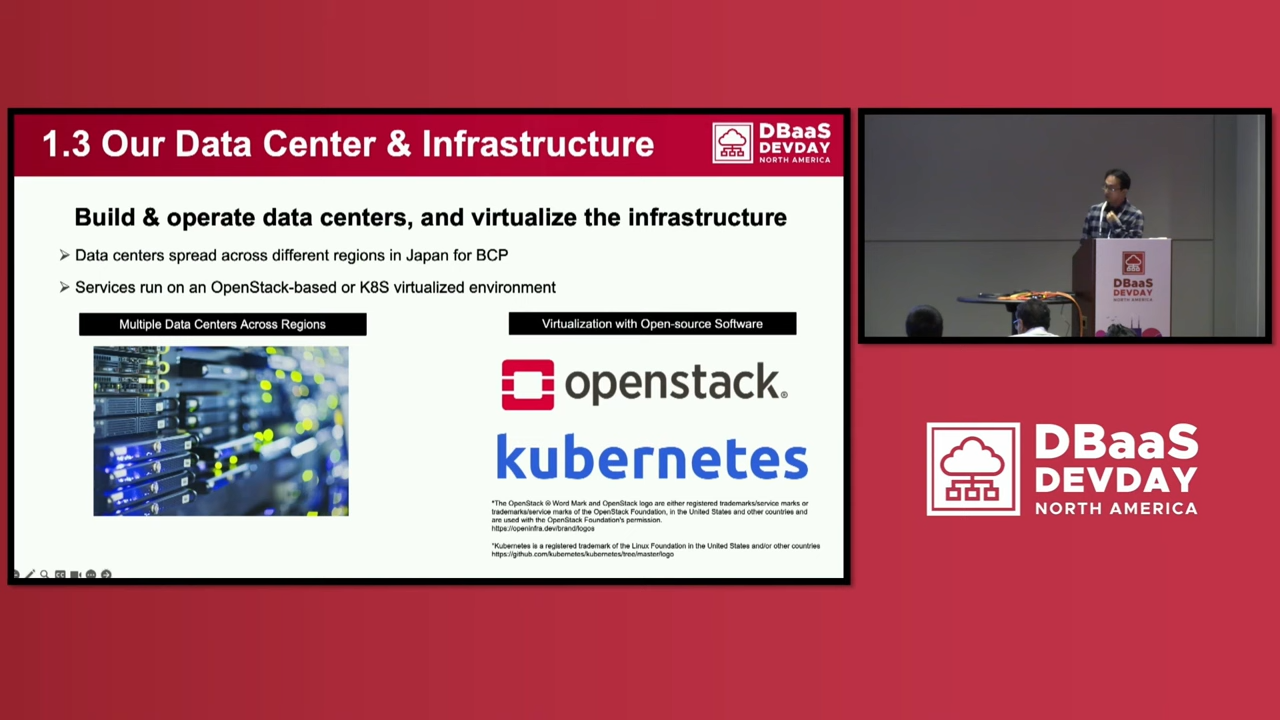 1.3 Our Data Center & Infrastructure
DBaaS
DEVDAY
NORTH AMERICA
Build & operate data centers, and virtualize the infrastructure
Data centers spread across different regions in Japan for BCP
Services run on an OpenStack-based or K8S virtualized environment
Multiple Data Centers Across Regions
Virtualization with Open-source Software
openstack®
kubernetes
*The OpenStack ® Word Mark and OpenStack logo are either registered trademarks/service marks or
trademarks/service marks of the OpenStack Foundation, in the United States and other countries and
are used with the OpenStack Foundation's permission.
https://openinfra.dev/brand/logos
*Kubernetes is a registered trademark of the Linux Foundation in the United States and/or other countries
https://github.com/kubernetes/kubernetes/tree/master/logo
DBaaS
DEVDAY
NORTH AMERICA
DBaaS
DEVDAY
NORTH AMERICA